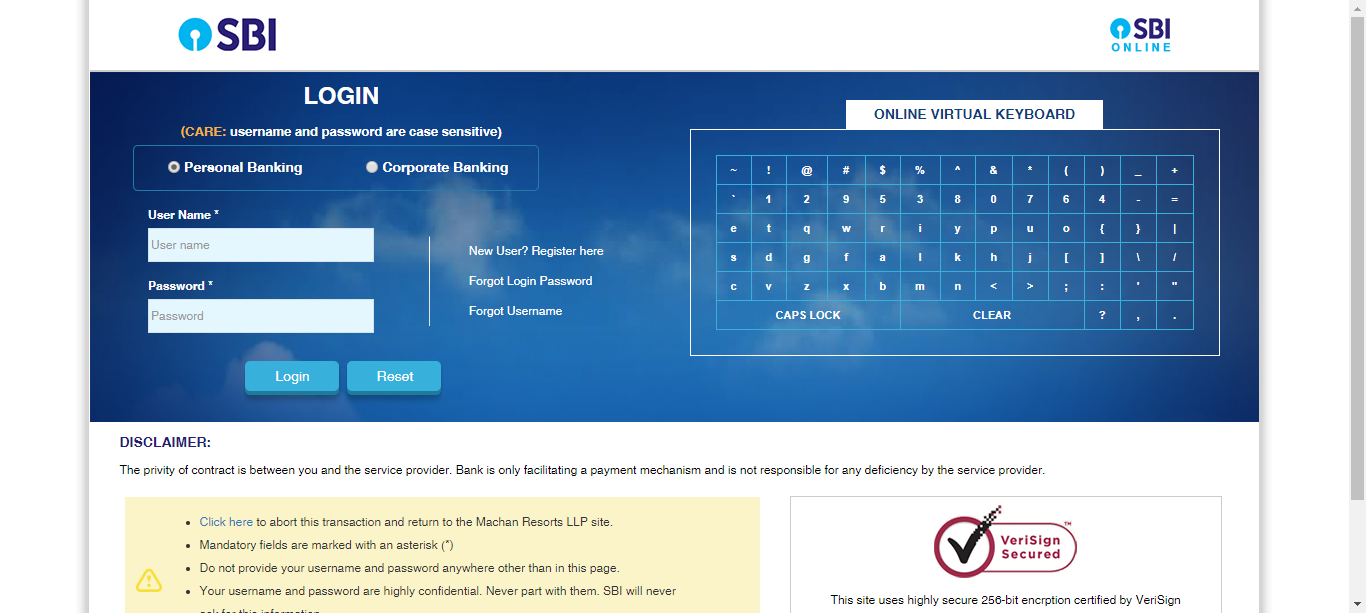 SBI
SBI
ONLINE
LOGIN
(CARE: username and password are case sensitive)
Personal Banking
Corporate Banking
User Name *
User name
Password *
Password
New User? Register here
Forgot Login Password
Forgot Username
Login
Reset
ONLINE VIRTUAL KEYBOARD
~ ! @ # $ % ^ & * ( ) _ +
` 1 2 9 5 3 8 0 7 6 4 - =
e t q w r i y p u o { } |
s d g f a l k h j [ ] \ /
c v z x b m n < > ; : ' "
CAPS LOCK CLEAR ? , .
DISCLAIMER:
The privity of contract is between you and the service provider. Bank is only facilitating a payment mechanism and is not responsible for any deficiency by the service provider.
Click here to abort this transaction and return to the Machan Resorts LLP site.
Mandatory fields are marked with an asterisk (*)
Do not provide your username and password anywhere other than in this page.
Your username and password are highly confidential. Never part with them. SBI will never
ask for this information.
VeriSign
Secured
TM
This site uses highly secure 256-bit encrption certified by VeriSign